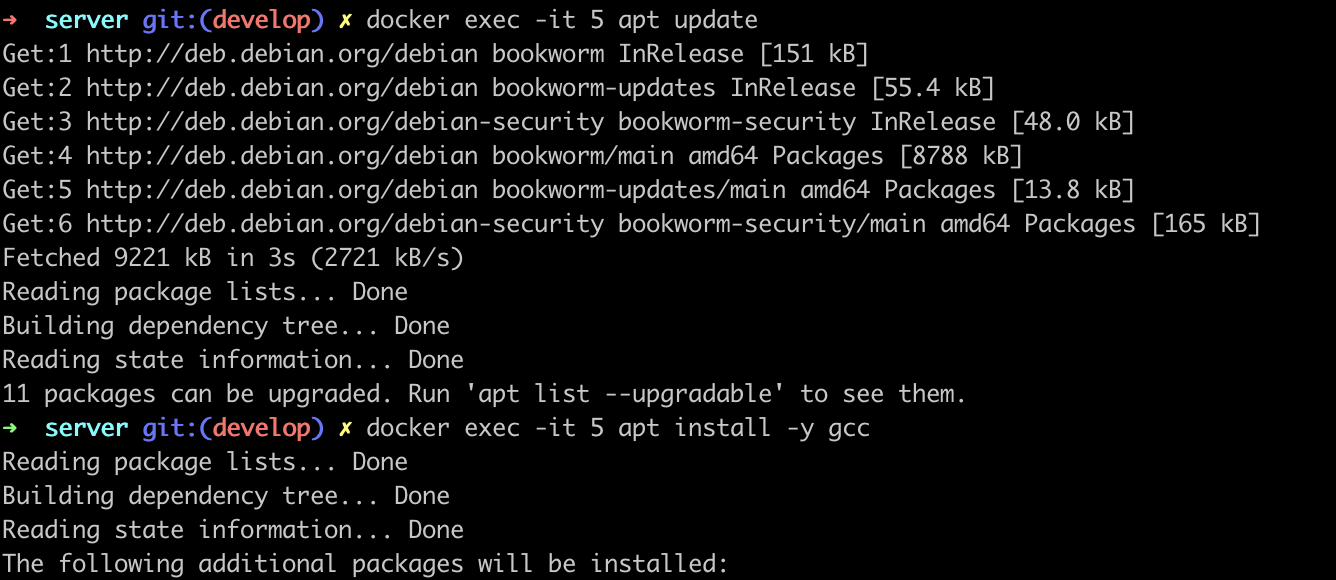 ➜  server git:(develop) ✗ docker exec -it 5 apt update
Get:1 http://deb.debian.org/debian bookworm InRelease [151 kB]
Get:2 http://deb.debian.org/debian bookworm-updates InRelease [55.4 kB]
Get:3 http://deb.debian.org/debian-security bookworm-security InRelease [48.0 kB]
Get:4 http://deb.debian.org/debian bookworm/main amd64 Packages [8788 kB]
Get:5 http://deb.debian.org/debian bookworm-updates/main amd64 Packages [13.8 kB]
Get:6 http://deb.debian.org/debian-security bookworm-security/main amd64 Packages [165 kB]
Fetched 9221 kB in 3s (2721 kB/s)
Reading package lists... Done
Building dependency tree... Done
Reading state information... Done
11 packages can be upgraded. Run 'apt list --upgradable' to see them.
➜  server git:(develop) ✗ docker exec -it 5 apt install -y gcc
Reading package lists... Done
Building dependency tree... Done
Reading state information... Done
The following additional packages will be installed: